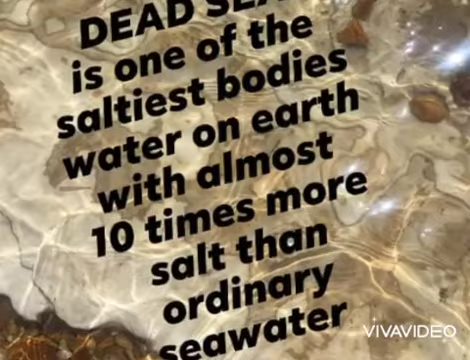 DEAD SEA
is one of the
saltiest bodies
water on earth
with almost
10 times more
salt than
ordinary
seawater
VIVAVIDEO